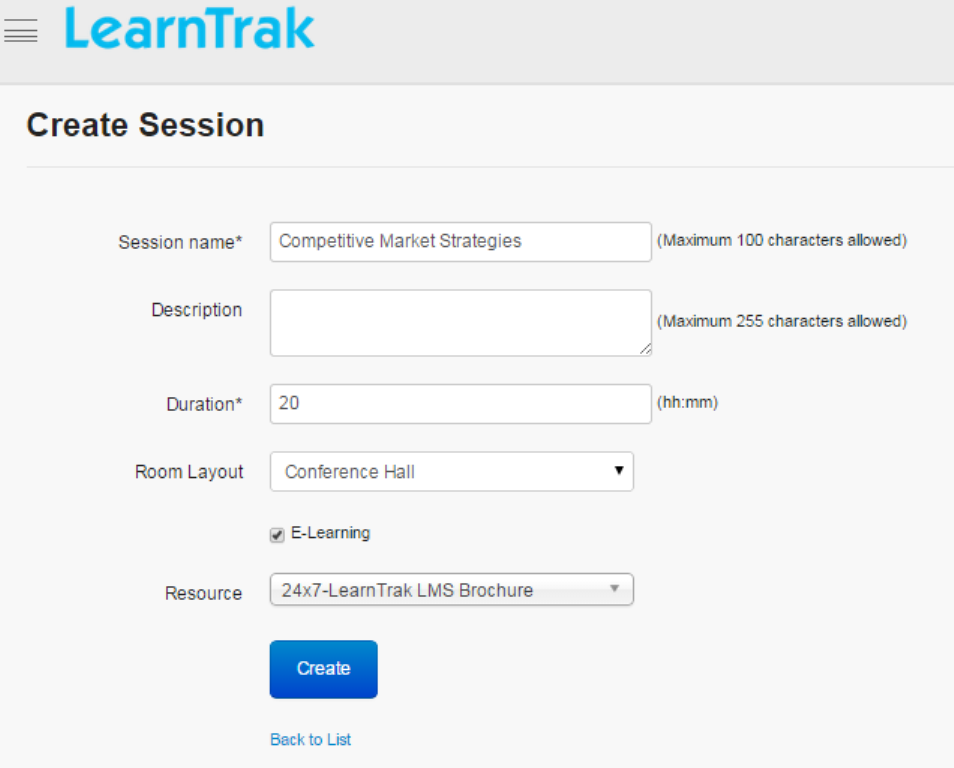 LearnTrak
Create Session
Session name* Competitive Market Strategies (Maximum 100 characters allowed)
Description (Maximum 255 characters allowed)
Duration* 20 (hh:mm)
Room Layout Conference Hall
E-Learning
Resource 24x7-LearnTrak LMS Brochure
Create
Back to List